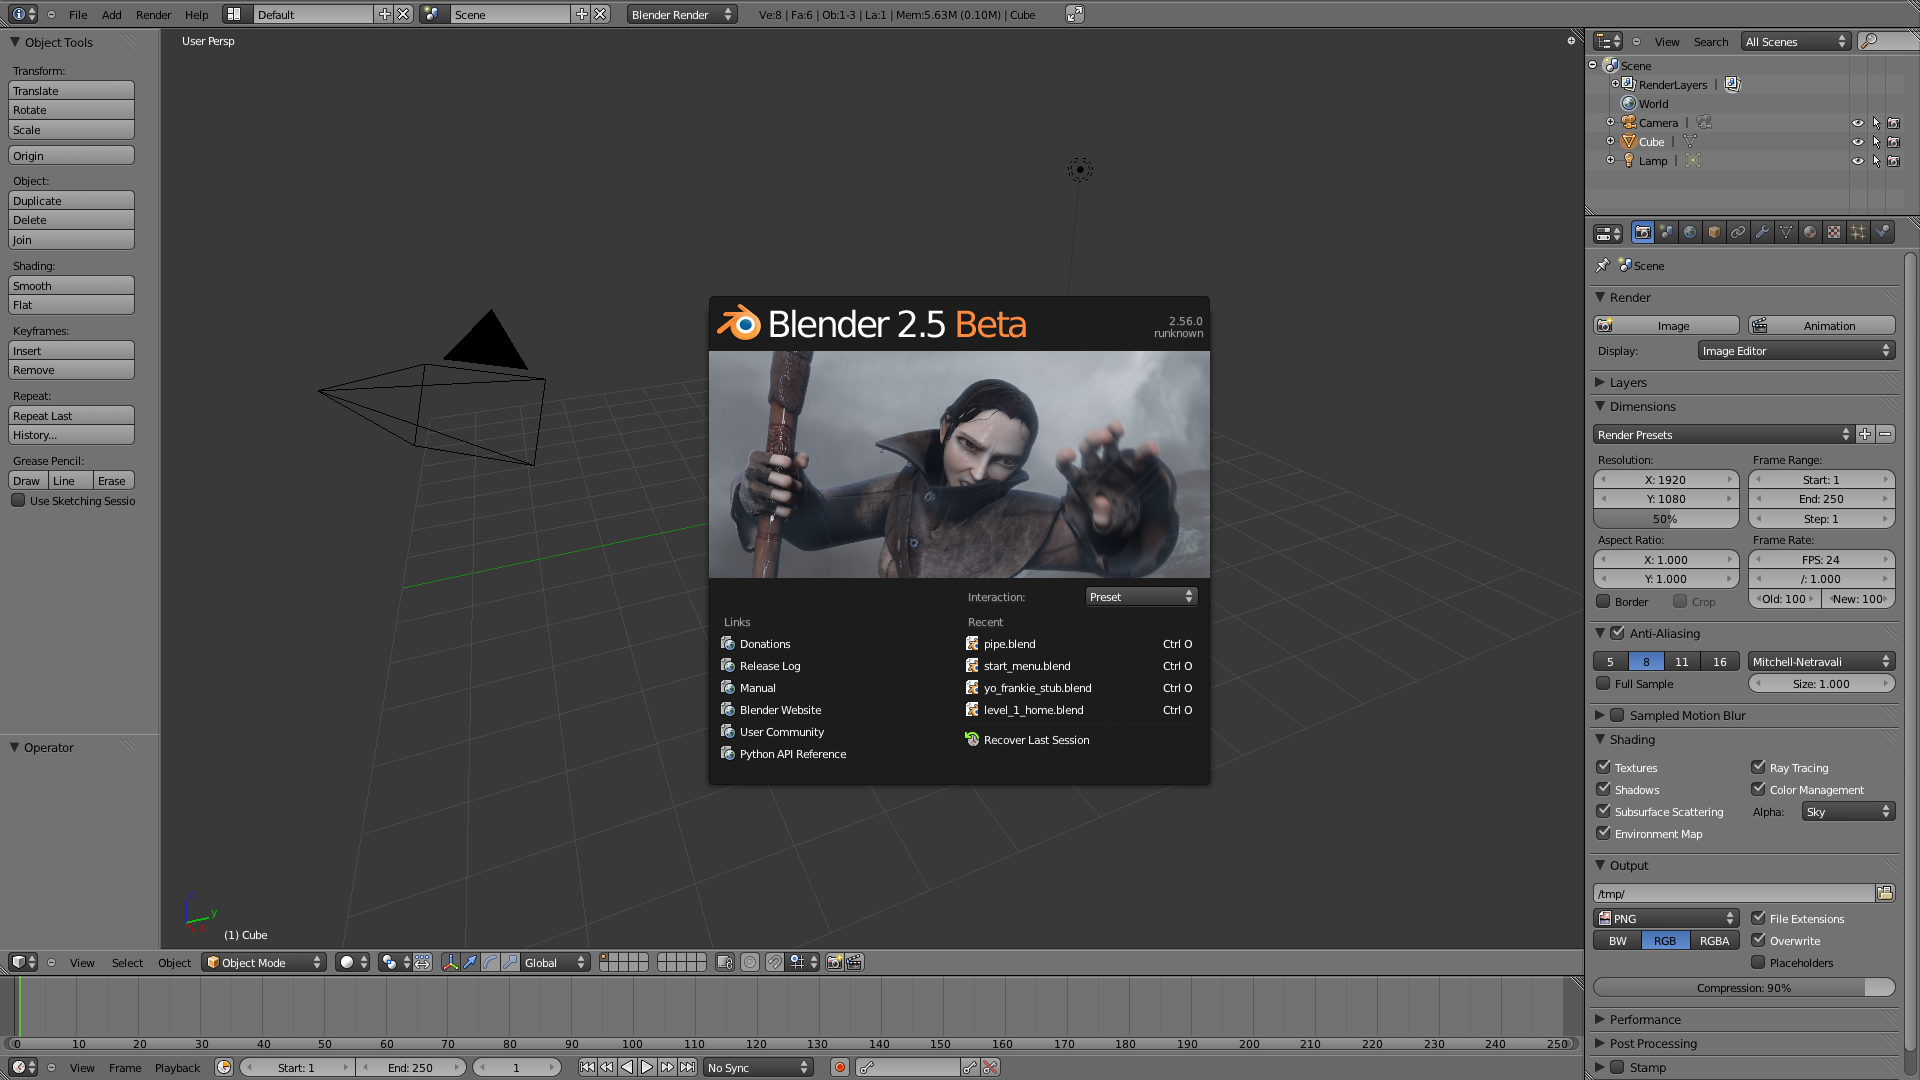 File Add Render Help Default Scene Blender Render Ve:8 | Fa:6 | Ob:1-3 | La:1 | Mem:5.63M (0.10M) | Cube
Object Tools
Transform:
Translate
Rotate
Scale
Origin
Object:
Duplicate
Delete
Join
Shading:
Smooth
Flat
Keyframes:
Insert
Remove
Repeat:
Repeat Last
History...
Grease Pencil:
Draw Line Erase
Use Sketching Sessio
Operator
User Persp
Blender 2.5 Beta
2.56.0
runknown
Interaction: Preset
Links
Donations
Release Log
Manual
Blender Website
User Community
Python API Reference
Recent
pipe.blend Ctrl O
start_menu.blend Ctrl O
yo_frankie_stub.blend Ctrl O
level_1_home.blend Ctrl O
Recover Last Session
z
y
x
(1) Cube
View Select Object Object Mode Global
0 10 20 30 40 50 60 70 80 90 100 110 120 130 140 150 160 170 180 190 200 210 220 230 240 250
View Frame Playback Start: 1 End: 250 1 No Sync
View Search All Scenes
Scene
RenderLayers |
World
Camera |
Cube |
Lamp |
Scene
Render
Image Animation
Display: Image Editor
Layers
Dimensions
Render Presets
Resolution: Frame Range:
X: 1920 Start: 1
Y: 1080 End: 250
50% Step: 1
Aspect Ratio: Frame Rate:
X: 1.000 FPS: 24
Y: 1.000 /: 1.000
Border Crop Old: 100 New: 100
Anti-Aliasing
5 8 11 16 Mitchell-Netravali
Full Sample Size: 1.000
Sampled Motion Blur
Shading
Textures Ray Tracing
Shadows Color Management
Subsurface Scattering Alpha: Sky
Environment Map
Output
/tmp/
PNG File Extensions
BW RGB RGBA Overwrite
Placeholders
Compression: 90%
Performance
Post Processing
Stamp